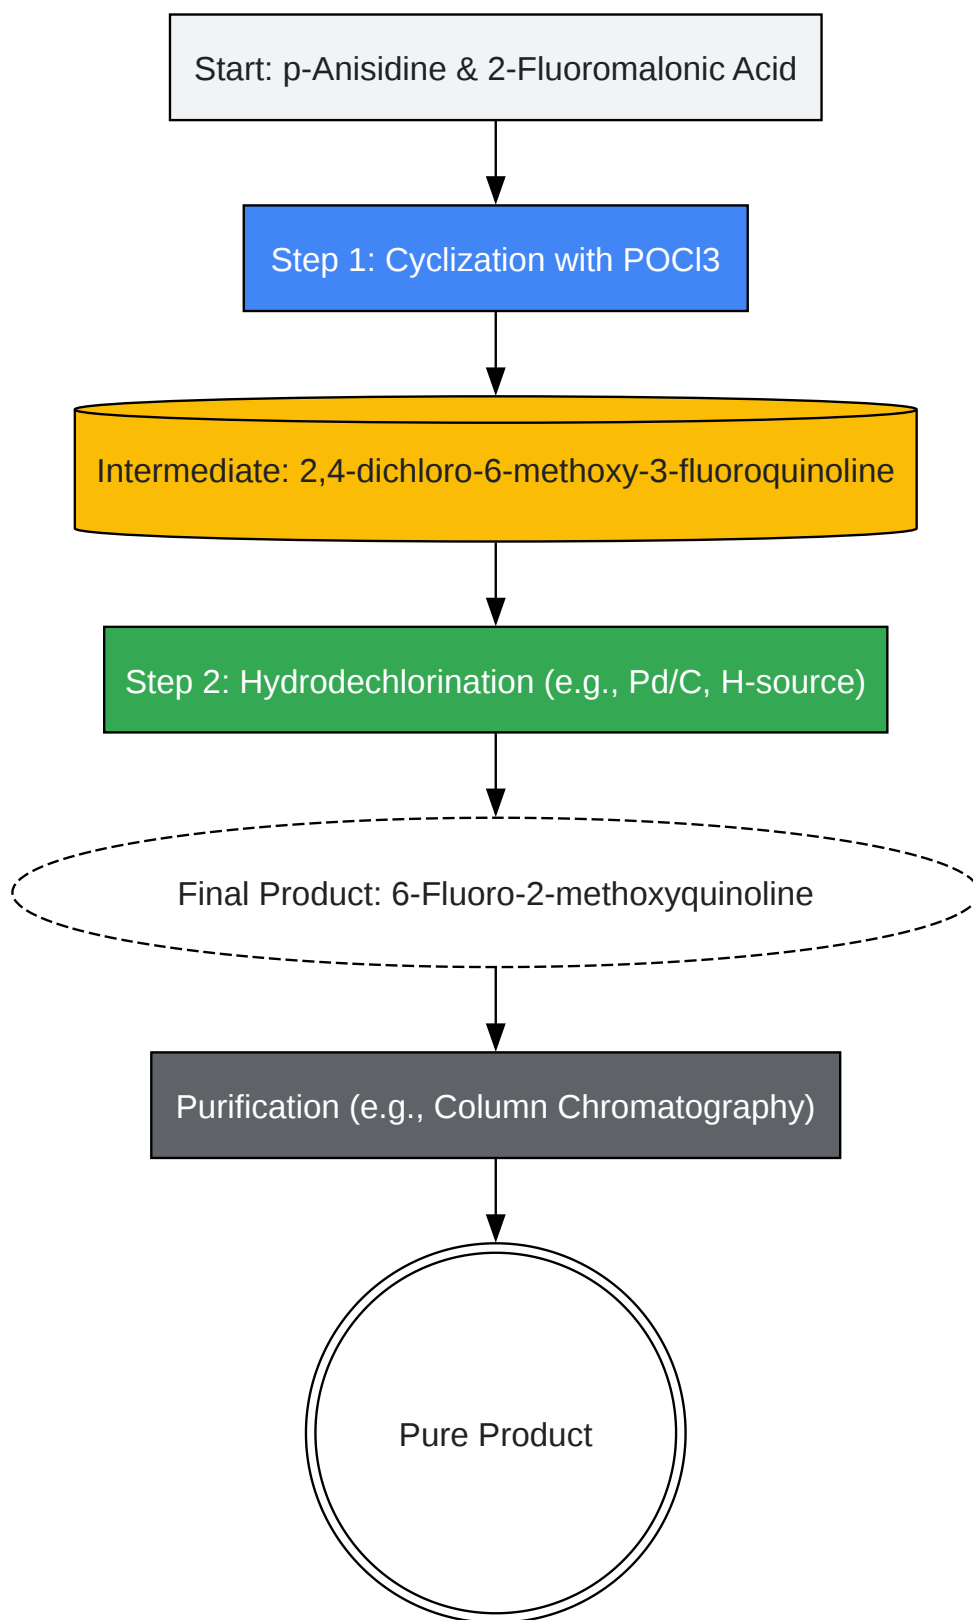 Start: p-Anisidine & 2-Fluoromalonic Acid
Step 1: Cyclization with POCl3
Intermediate: 2,4-dichloro-6-methoxy-3-fluoroquinoline
Step 2: Hydrodechlorination (e.g., Pd/C, H-source)
Final Product: 6-Fluoro-2-methoxyquinoline
Purification (e.g., Column Chromatography)
Pure Product